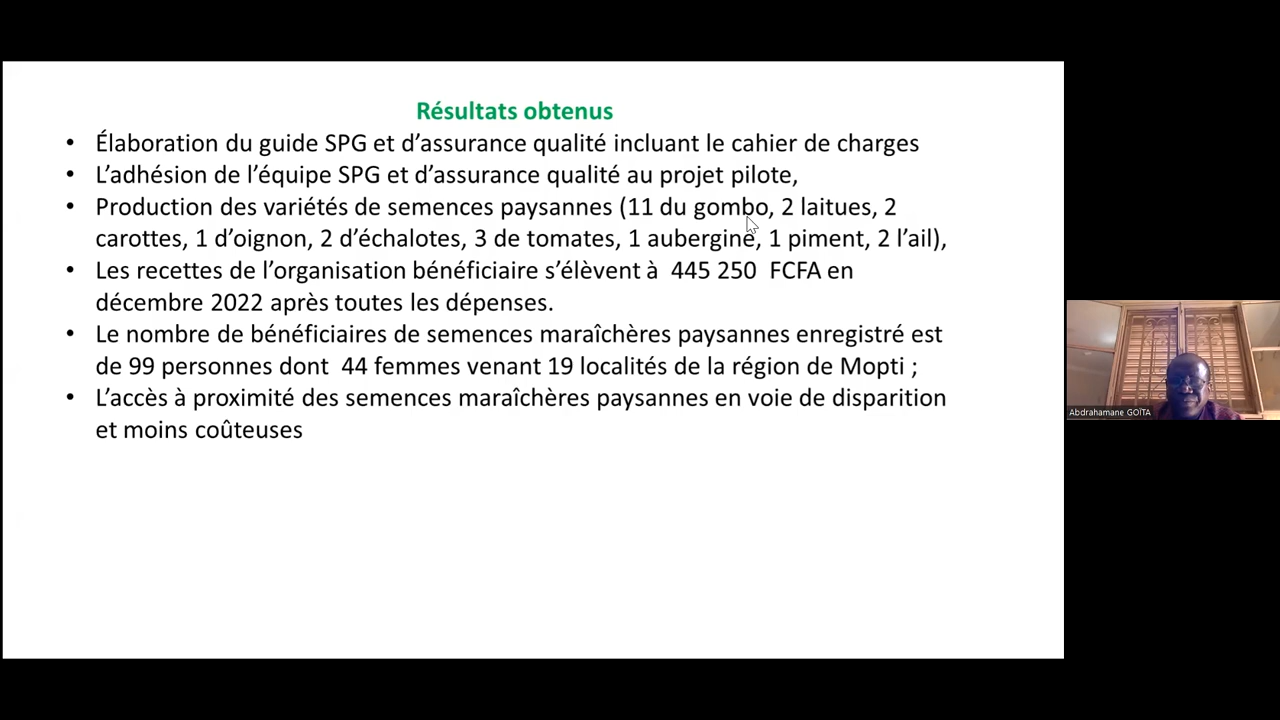 Résultats obtenus
• Élaboration du guide SPG et d’assurance qualité incluant le cahier de charges
• L’adhésion de l’équipe SPG et d’assurance qualité au projet pilote,
• Production des variétés de semences paysannes (11 du gombo, 2 laitues, 2
carottes, 1 d’oignon, 2 d’échalotes, 3 de tomates, 1 aubergine, 1 piment, 2 l’ail),
• Les recettes de l’organisation bénéficiaire s’élèvent à 445 250 FCFA en
décembre 2022 après toutes les dépenses.
• Le nombre de bénéficiaires de semences maraîchères paysannes enregistré est
de 99 personnes dont 44 femmes venant 19 localités de la région de Mopti ;
• L’accès à proximité des semences maraîchères paysannes en voie de disparition
et moins coûteuses
Abdrahamane GOÏTA